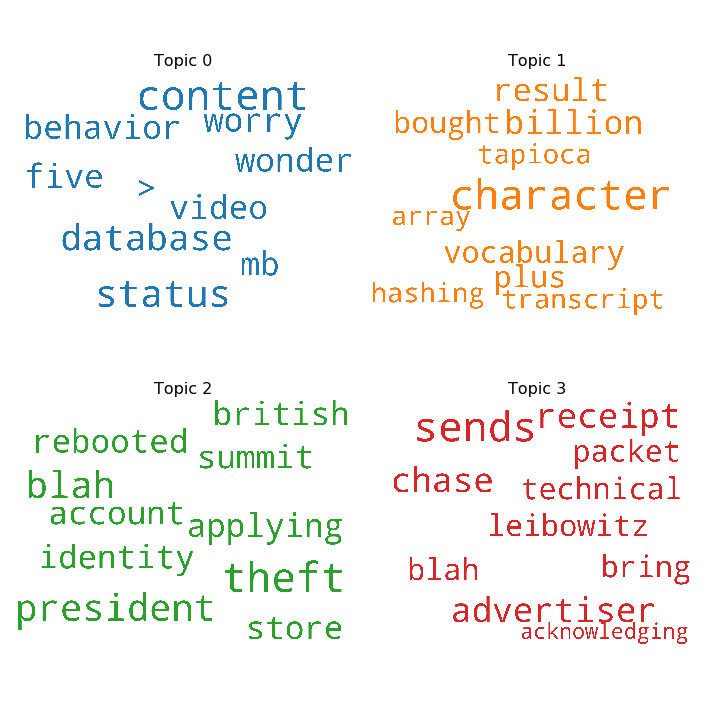 Topic 0
content
behavior worry
wonder
five >
video
database
mb
status
Topic 1
result
bought billion
tapioca
character
array
vocabulary
plus
hashing transcript
Topic 2
british
rebooted
summit
blah
account
applying
identity
theft
president
store
Topic 3
sends receipt
packet
chase
technical
leibowitz
blah bring
advertiser
acknowledging